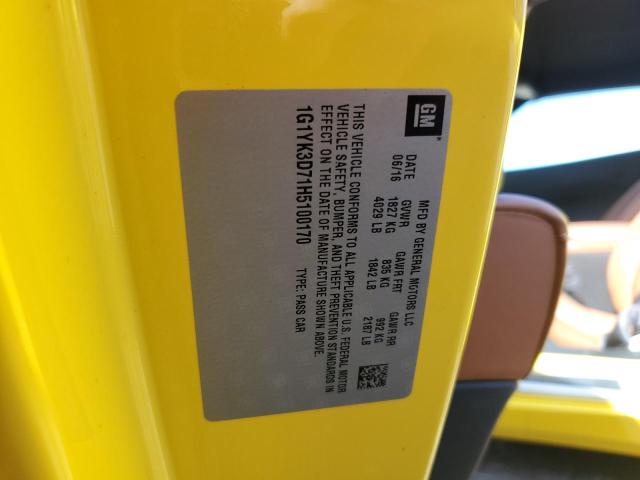 GM
MFD BY GENERAL MOTORS LLC
DATE GVWR GAWR FRT GAWR RR
06/16 1827 KG 835 KG 992 KG
4029 LB 1842 LB 2187 LB
THIS VEHICLE CONFORMS TO ALL APPLICABLE U.S. FEDERAL MOTOR
VEHICLE SAFETY, BUMPER, AND THEFT PREVENTION STANDARDS IN
EFFECT ON THE DATE OF MANUFACTURE SHOWN ABOVE.
1G1YK3D71H5100170 TYPE: PASS CAR